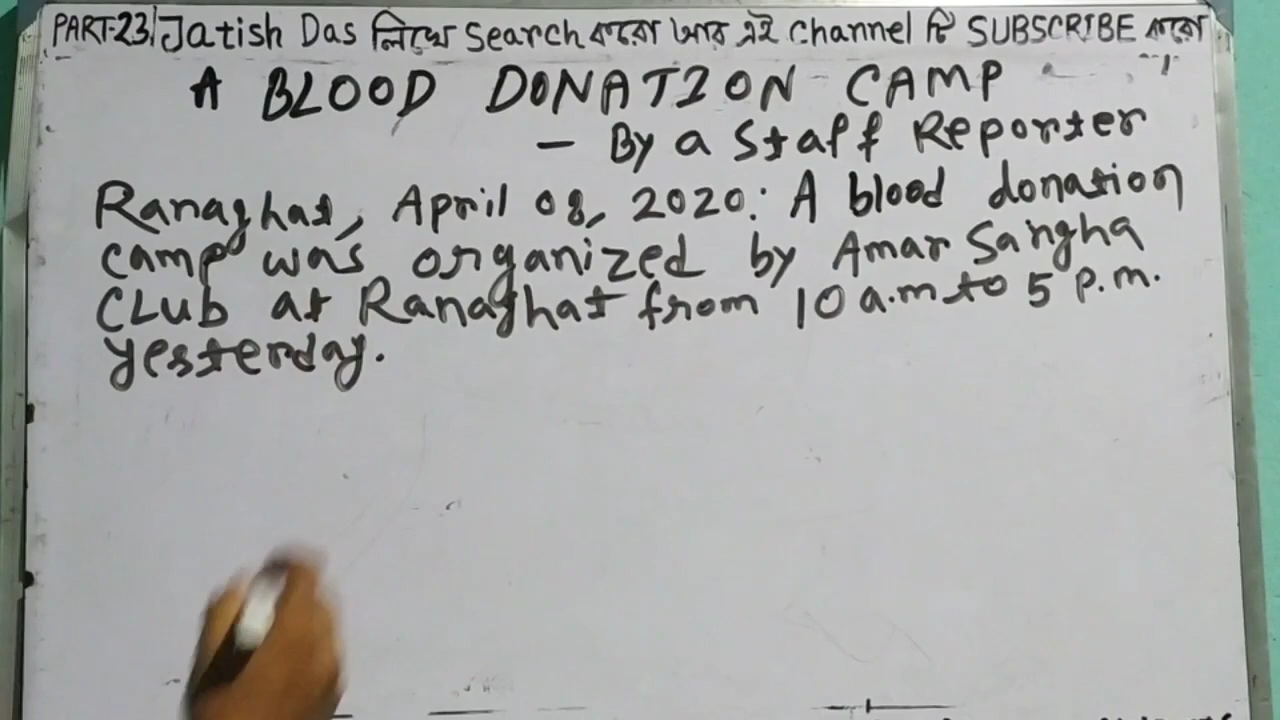 PART-23/Jatish Das লিখে Search করো আর এই Channel টি SUBSCRIBE করো
A BLOOD DONATION CAMP
- By a Staff Reporter
Ranaghat, April 08, 2020: A blood donation
camp was organized by Amar Sangha
CLub at Ranaghat from 10 a.m to 5 p.m.
yesterday.